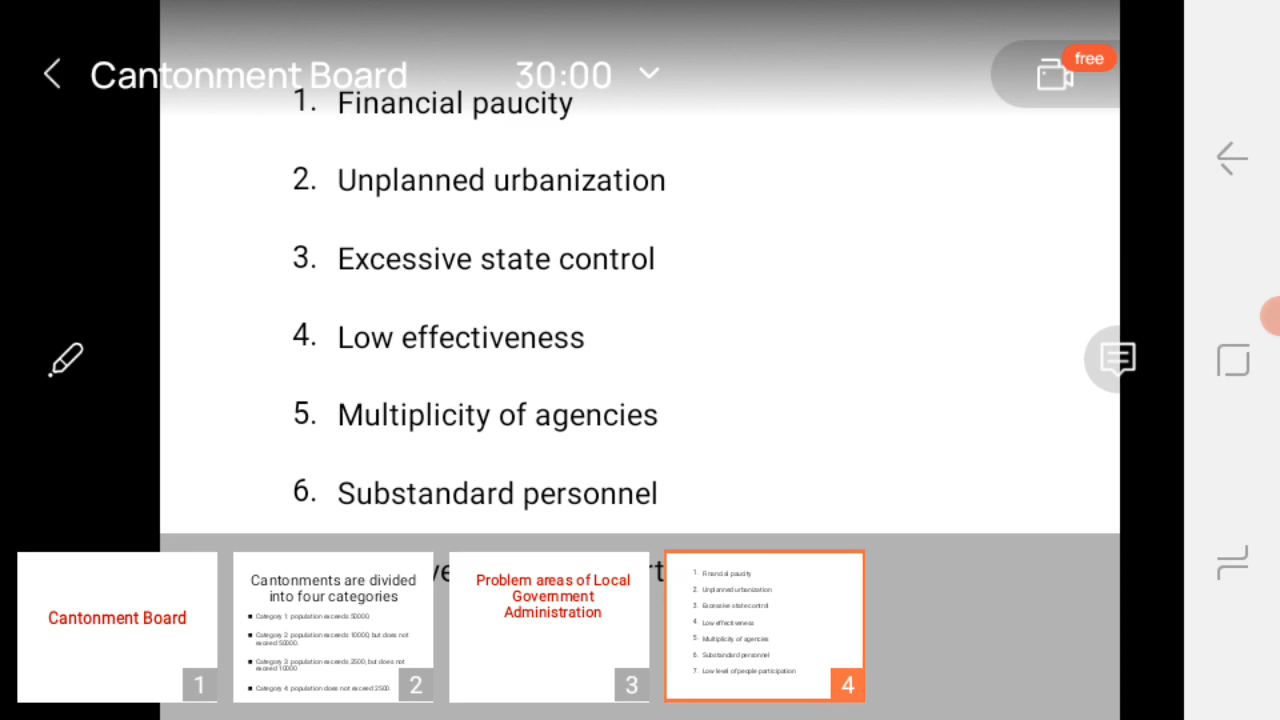 Cantonment Board
30:00
free
1. Financial paucity
2. Unplanned urbanization
3. Excessive state control
4. Low effectiveness
5. Multiplicity of agencies
6. Substandard personnel
Cantonment Board
1
Cantonments are divided
into four categories
■ Category 1 population exceeds 50000.
■ Category 2 population exceeds 10000, but does not
exceed 50000.
■ Category 3 population exceeds 2500, but does not
exceed 10000
■ Category 4 population does not exceed 2500.
2
Problem areas of Local
Government
Administration
3
1. Financial paucity
2. Unplanned urbanization
3. Excessive state control
4. Low effectiveness
5. Multiplicity of agencies
6. Substandard personnel
7. Low level of people participation
4